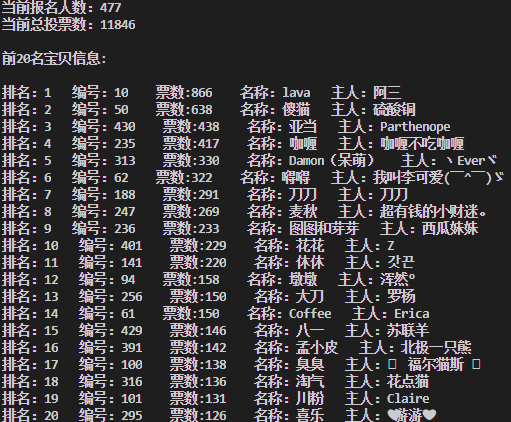 当前报名人数: 477
当前总投票数: 11846
前20名宝贝信息:
排名: 1 编号: 10 票数:866 名称: lava 主人: 阿三
排名: 2 编号: 50 票数:638 名称: 傻猫 主人: 硫酸铜
排名: 3 编号: 430 票数:438 名称: 亚当 主人: Parthenope
排名: 4 编号: 235 票数:417 名称: 咖喱 主人: 咖喱不吃咖喱
排名: 5 编号: 313 票数:330 名称: Damon（呆萌） 主人: ヽEverヾ
排名: 6 编号: 62 票数:322 名称: 嘚嘚 主人: 我叫李可爱(￣^￣)ゞ
排名: 7 编号: 188 票数:291 名称: 刀刀 主人: 刀刀
排名: 8 编号: 247 票数:269 名称: 麦秋 主人: 超有钱的小财迷。
排名: 9 编号: 236 票数:233 名称: 图图和芽芽 主人: 西瓜妹妹
排名: 10 编号: 401 票数:229 名称: 花花 主人: Z
排名: 11 编号: 141 票数:220 名称: 休休 主人: 갓끈
排名: 12 编号: 94 票数:158 名称: 墩墩 主人: 浑然°
排名: 13 编号: 256 票数:150 名称: 大刀 主人: 罗杨
排名: 14 编号: 61 票数:150 名称: Coffee 主人: Erica
排名: 15 编号: 429 票数:146 名称: 八一 主人: 苏联羊
排名: 16 编号: 391 票数:142 名称: 孟小皮 主人: 北极一只熊
排名: 17 编号: 100 票数:138 名称: 臭臭 主人: 福尔猫斯
排名: 18 编号: 316 票数:136 名称: 淘气 主人: 花点猫
排名: 19 编号: 101 票数:131 名称: 川粉 主人: Claire
排名: 20 编号: 295 票数:126 名称: 喜乐 主人: ♥游游♥